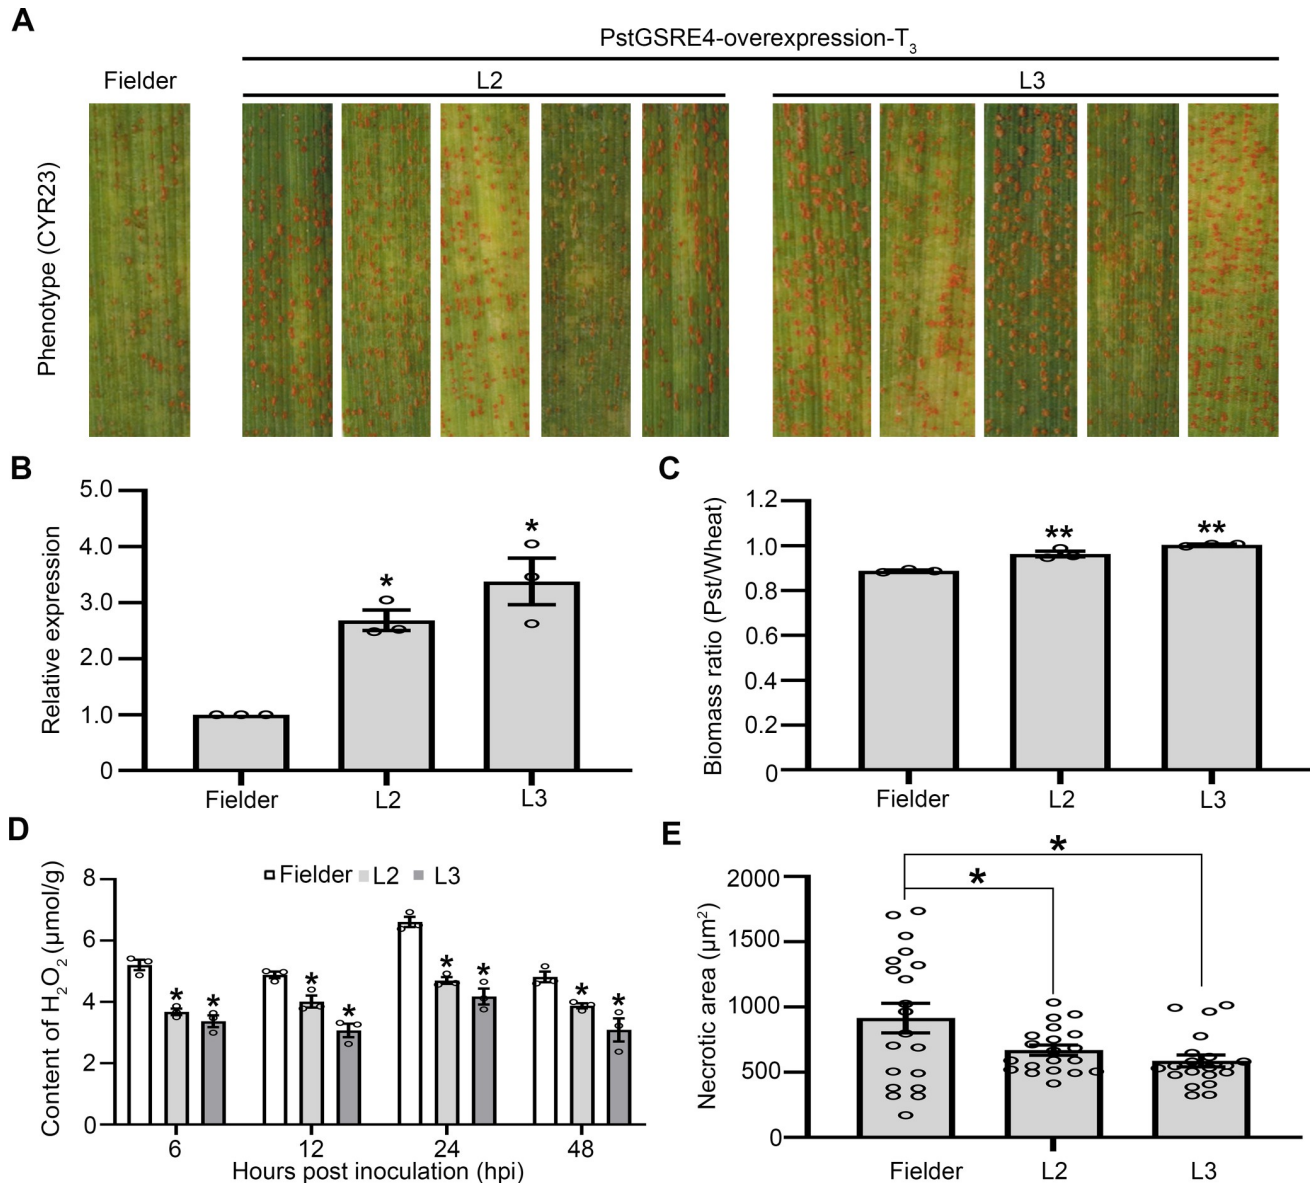 A
PstGSRE4-overexpression-T3
Fielder
L2
L3
Phenotype (CYR23)
B
Relative expression
5.0
4.0
3.0
2.0
1.0
0
*
*
Fielder
L2
L3
C
Biomass ratio (Pst/Wheat)
1.2
1.0
0.8
0.6
0.4
0.2
0
**
**
Fielder
L2
L3
D
Content of H2O2 (μmol/g)
Fielder L2 L3
8
6
4
2
0
* * * * * * * *
6 12 24 48
Hours post inoculation (hpi)
E
Necrotic area (μm²)
2000
1500
1000
500
0
*
*
Fielder
L2
L3